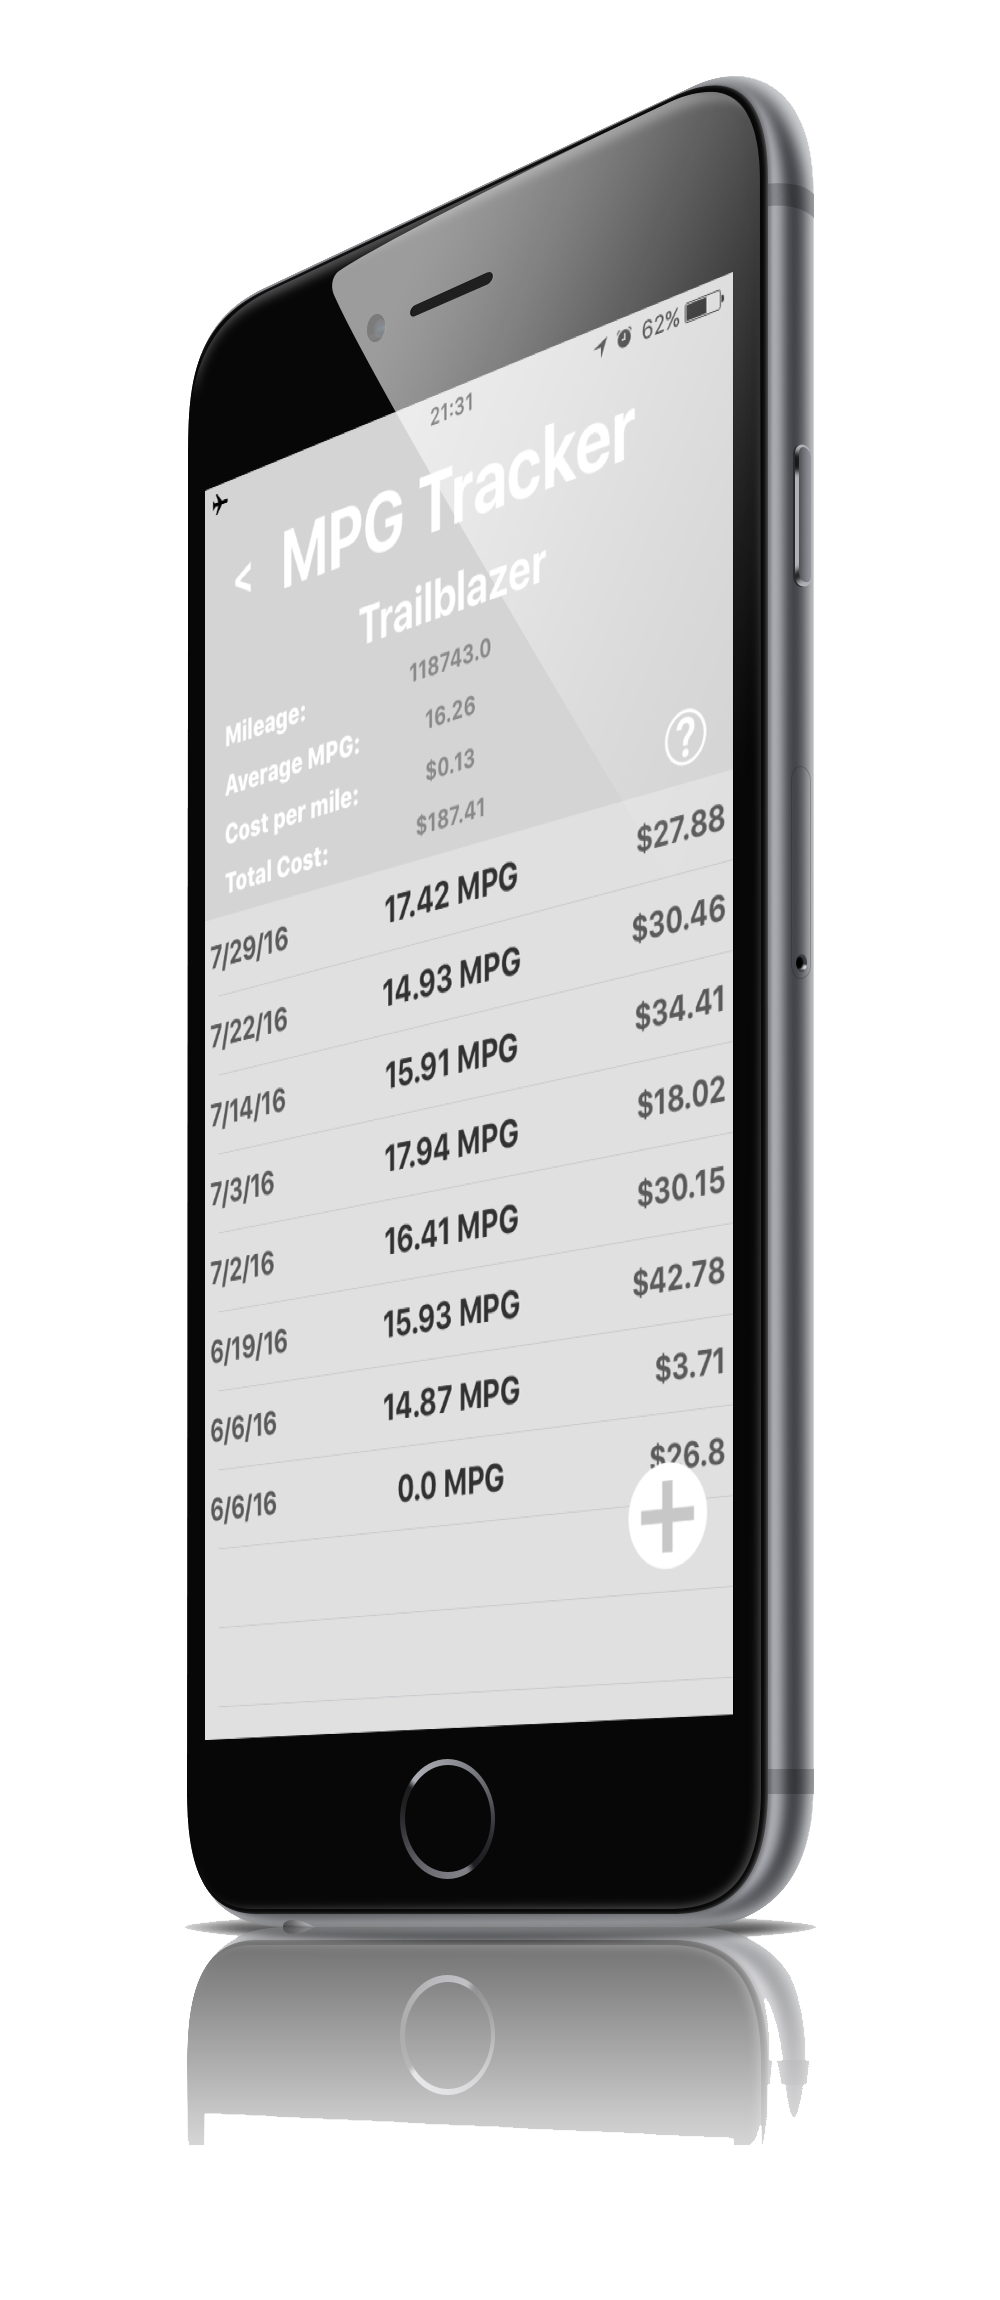 21:31 62%
< MPG Tracker
Trailblazer
Mileage: 118743.0
Average MPG: 16.26
Cost per mile: $0.13
Total Cost: $187.41
?
7/29/16 17.42 MPG $27.88
7/22/16 14.93 MPG $30.46
7/14/16 15.91 MPG $34.41
7/3/16 17.94 MPG $18.02
7/2/16 16.41 MPG $30.15
6/19/16 15.93 MPG $42.78
6/6/16 14.87 MPG $3.71
6/6/16 0.0 MPG $26.8
+